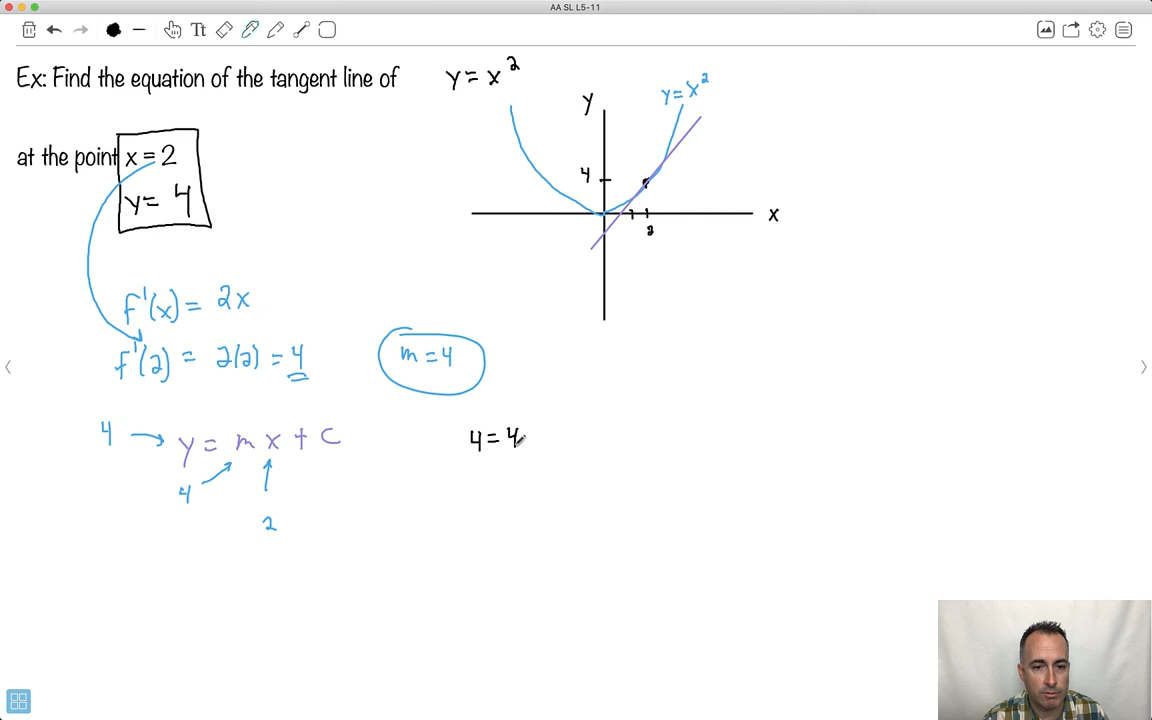 AA SL L5-11
Tt
Ex: Find the equation of the tangent line of y = x²
at the point x = 2
y = 4
y
y = x²
4
x
2
f'(x) = 2x
f'(2) = 2(2) = 4
m = 4
4 → y = mx + c
4
2
4 = 4